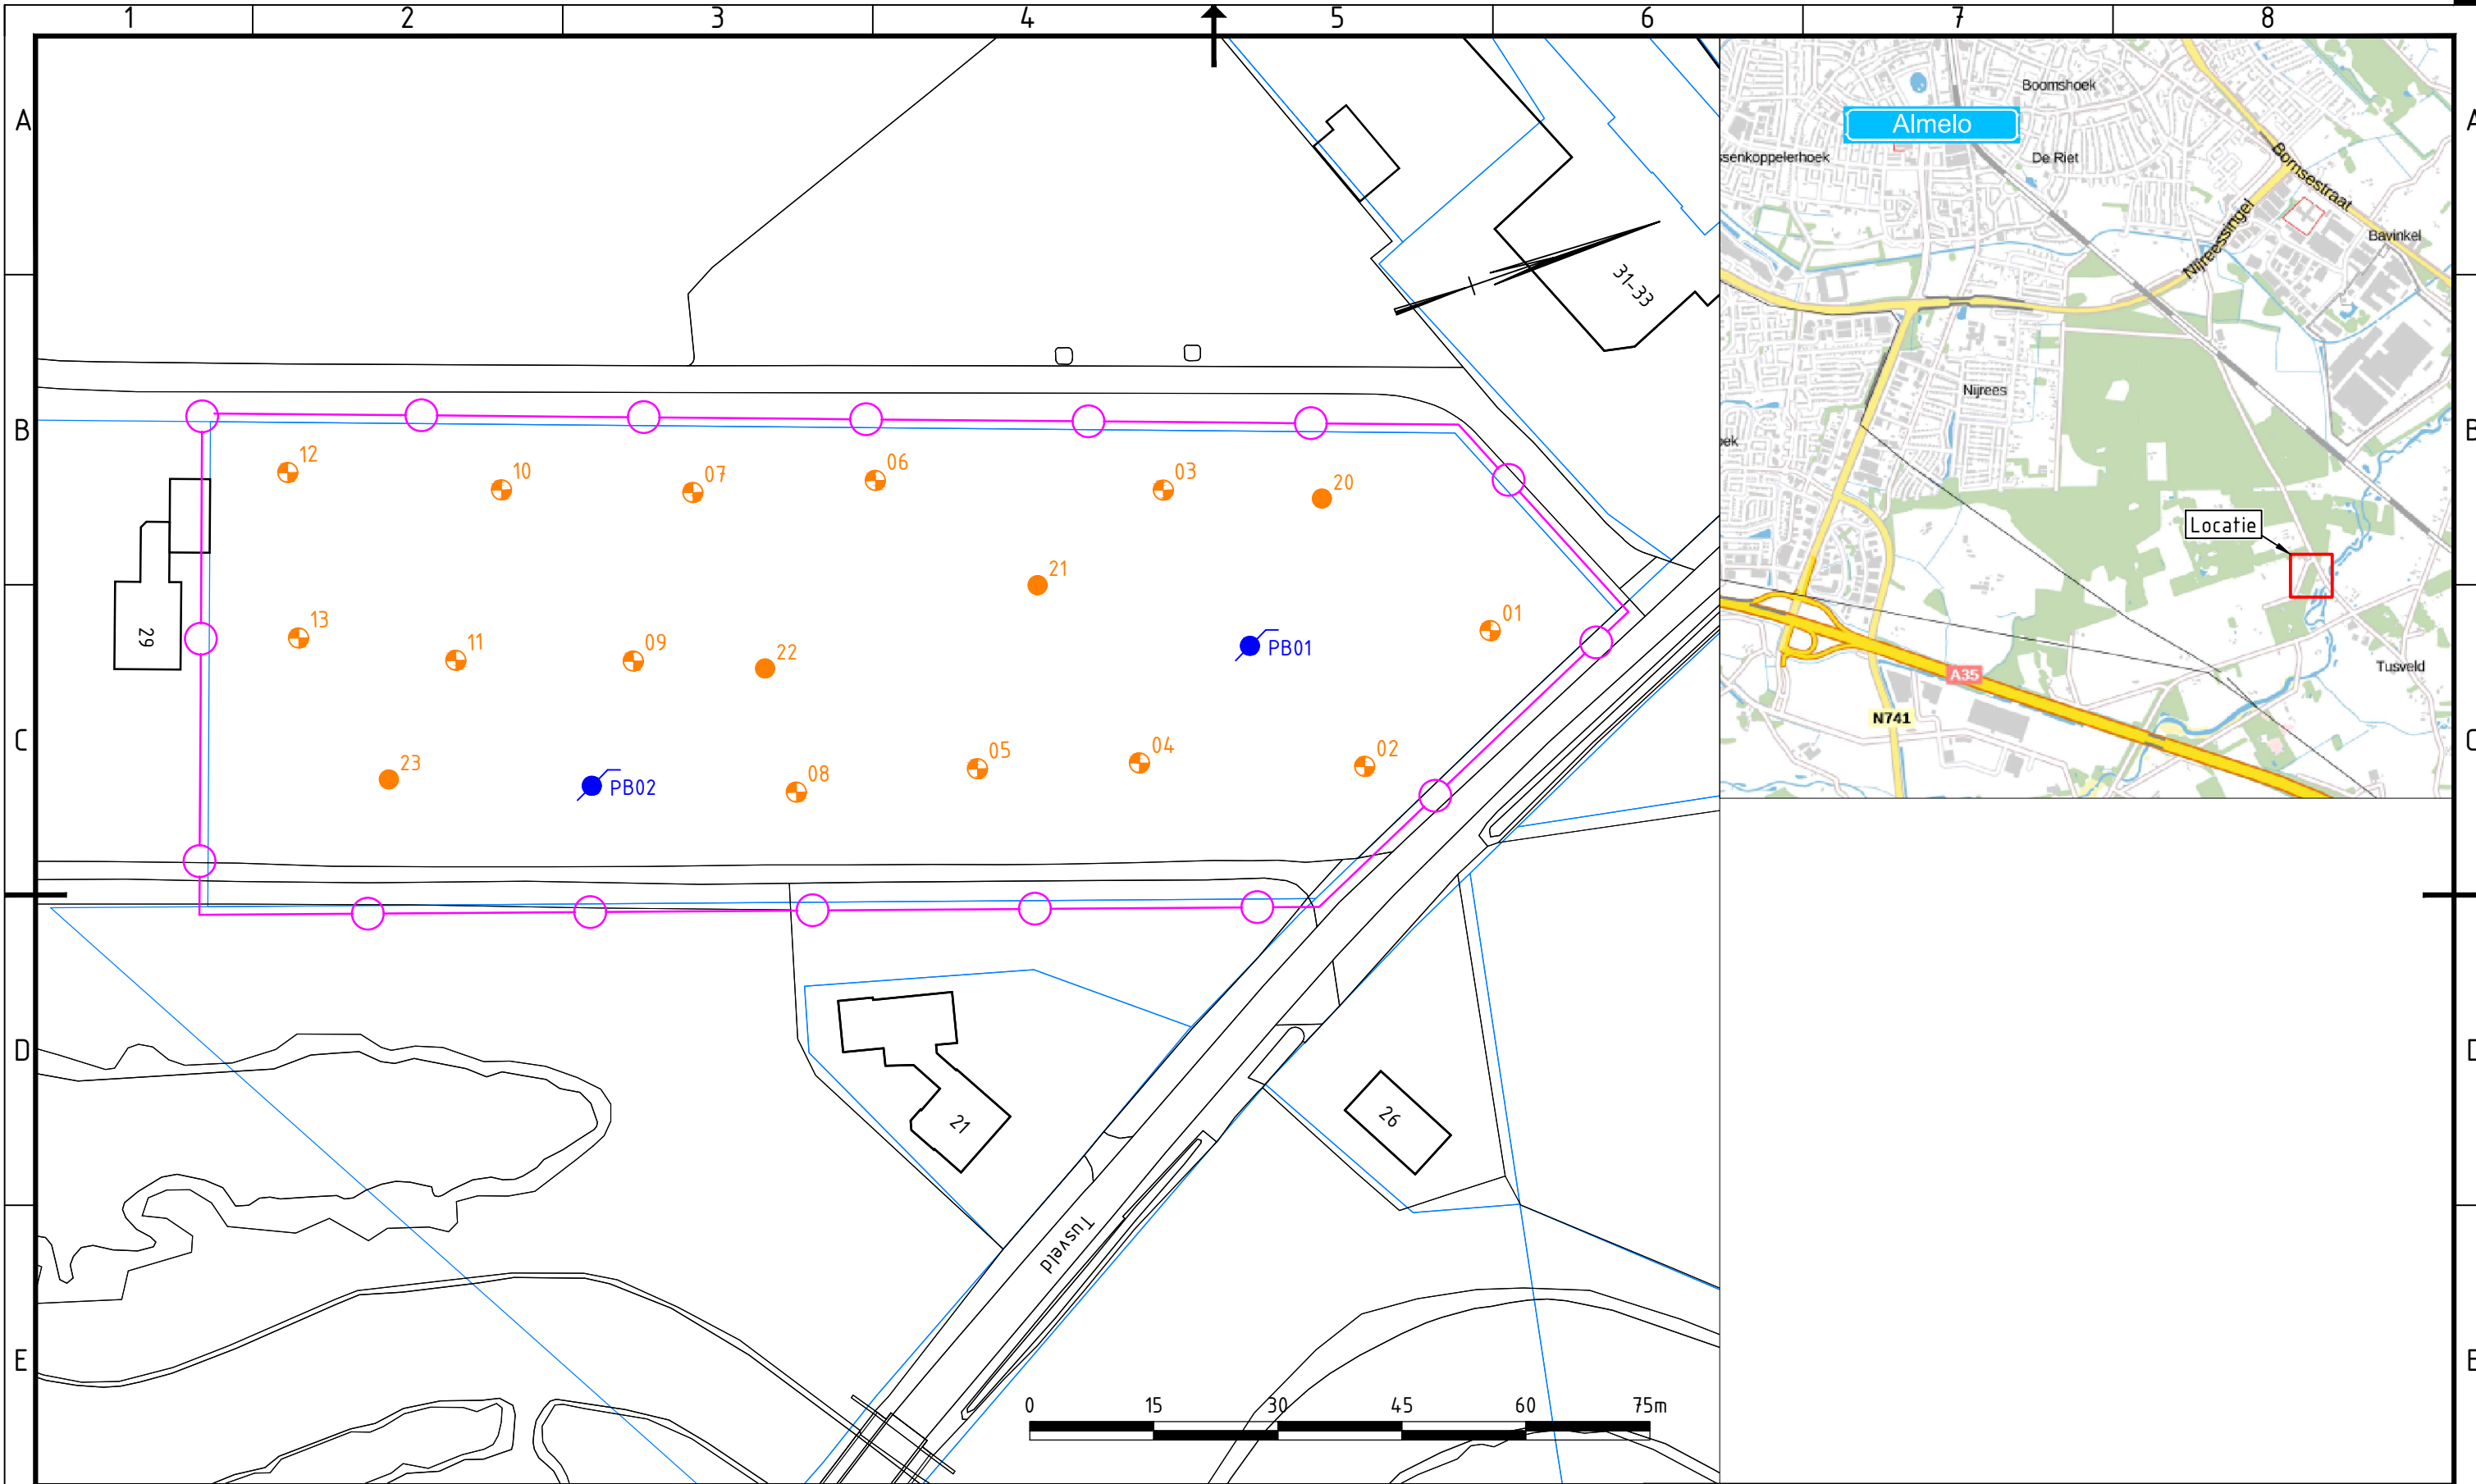 1 2 3 4 5 6 7 8
A
B
C
D
E
12
10
07
06
03
20
21
01
13
11
09
22
PB01
23
PB02
08
05
04
02
29
31-33
21
26
Tusveld
0 15 30 45 60 75m
Boomshoek
Almelo
ssenkoppelerhoek
De Riet
Bornsestraat
Nijreessingel
Bavinkel
Nijrees
ek
Locatie
Tusveld
A35
N741
A
B
C
D
E